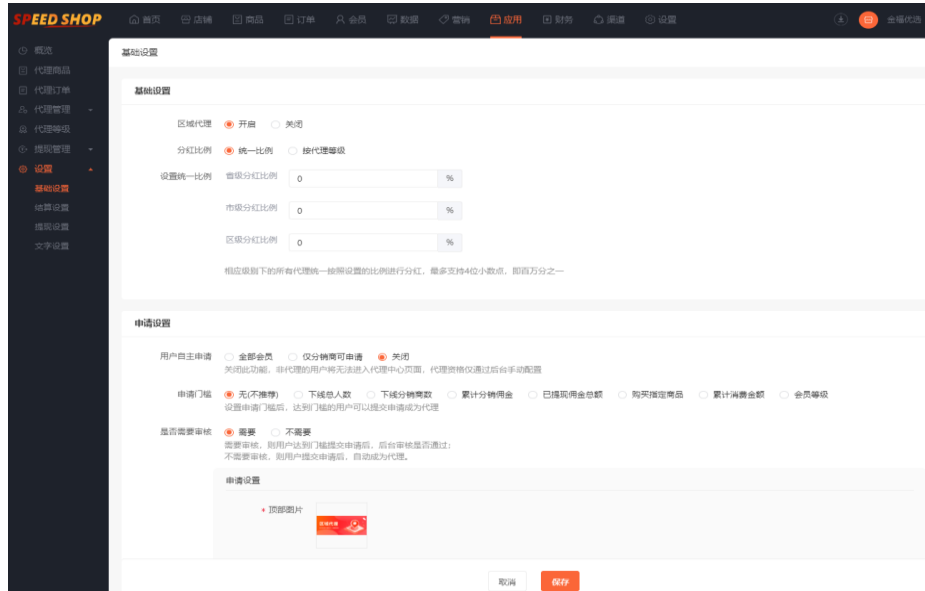 SPEED SHOP
首页 店铺 商品 订单 会员 数据 营销 应用 财务 渠道 设置
金福优选
概览
代理商品
代理订单
代理管理
代理等级
提现管理
设置
基础设置
结算设置
提现设置
文字设置
基础设置
基础设置
区域代理 开启 关闭
分红比例 统一比例 按代理等级
设置统一比例 省级分红比例 0 %
市级分红比例 0 %
区级分红比例 0 %
相应级别下的所有代理统一按照设置的比例进行分红，最多支持4位小数点，即百万分之一
申请设置
用户自主申请 全部会员 仅分销商可申请 关闭
关闭此功能，非代理的用户将无法进入代理中心页面，代理资格仅通过后台手动配置
申请门槛 无(不推荐) 下线总人数 下线分销商数 累计分销佣金 已提现佣金总额 购买指定商品 累计消费金额 会员等级
设置申请门槛后，达到门槛的用户可以提交申请成为代理
是否需要审核 需要 不需要
需要审核，则用户达到门槛提交申请后，后台审核是否通过；
不需要审核，则用户提交申请后，自动成为代理。
申请设置
* 顶部图片
区域代理
取消 保存